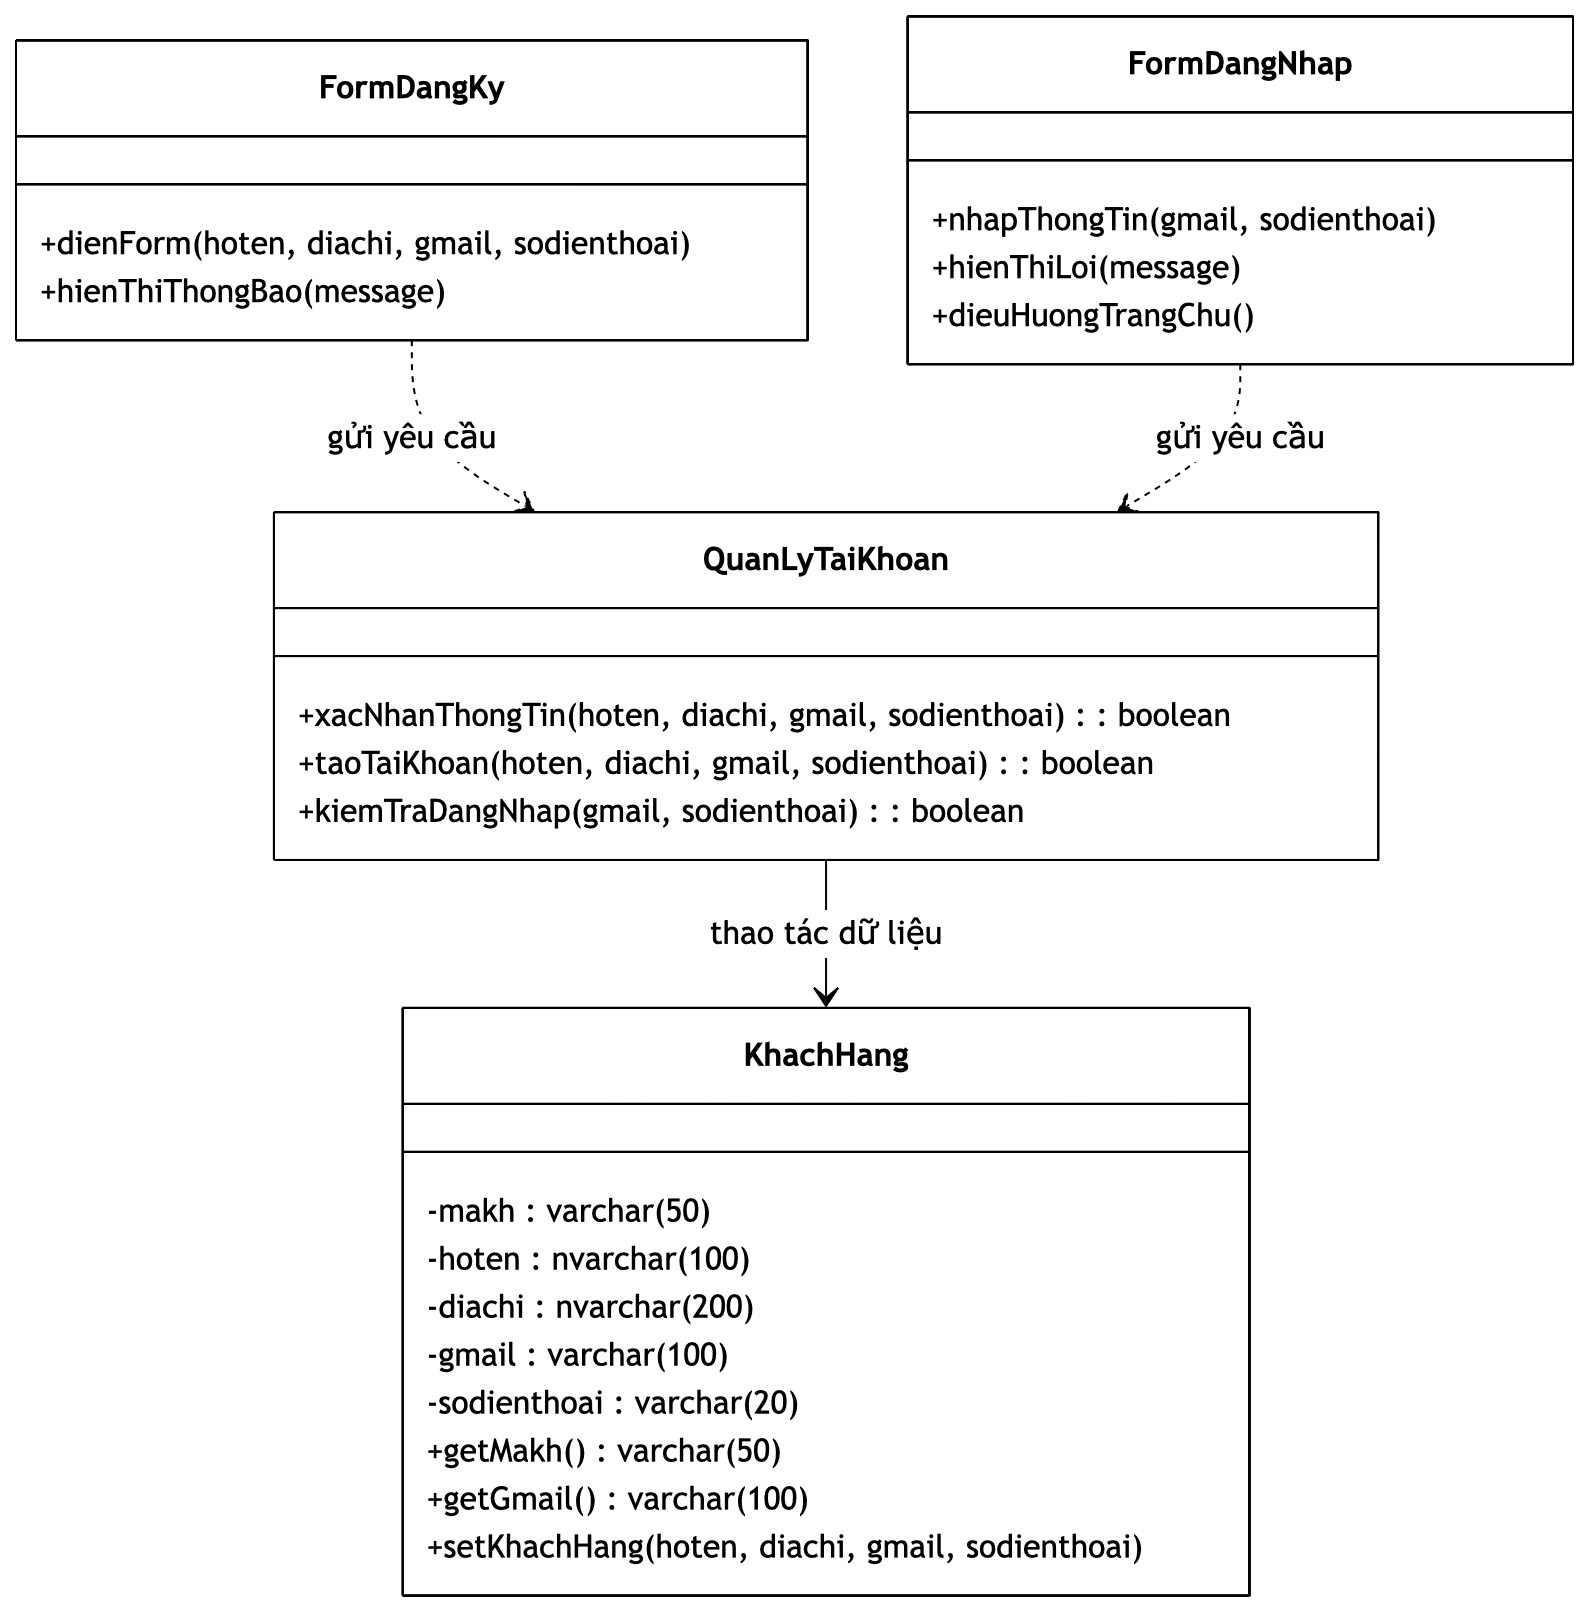 FormDangKy
+dienForm(hoten, diachi, gmail, sodienthoai)
+hienThiThongBao(message)
FormDangNhap
+nhapThongTin(gmail, sodienthoai)
+hienThiLoi(message)
+dieuHuongTrangChu()
gửi yêu cầu
gửi yêu cầu
QuanLyTaiKhoan
+xacNhanThongTin(hoten, diachi, gmail, sodienthoai) : : boolean
+taoTaiKhoan(hoten, diachi, gmail, sodienthoai) : : boolean
+kiemTraDangNhap(gmail, sodienthoai) : : boolean
thao tác dữ liệu
KhachHang
-makh : varchar(50)
-hoten : nvarchar(100)
-diachi : nvarchar(200)
-gmail : varchar(100)
-sodienthoai : varchar(20)
+getMakh() : varchar(50)
+getGmail() : varchar(100)
+setKhachHang(hoten, diachi, gmail, sodienthoai)